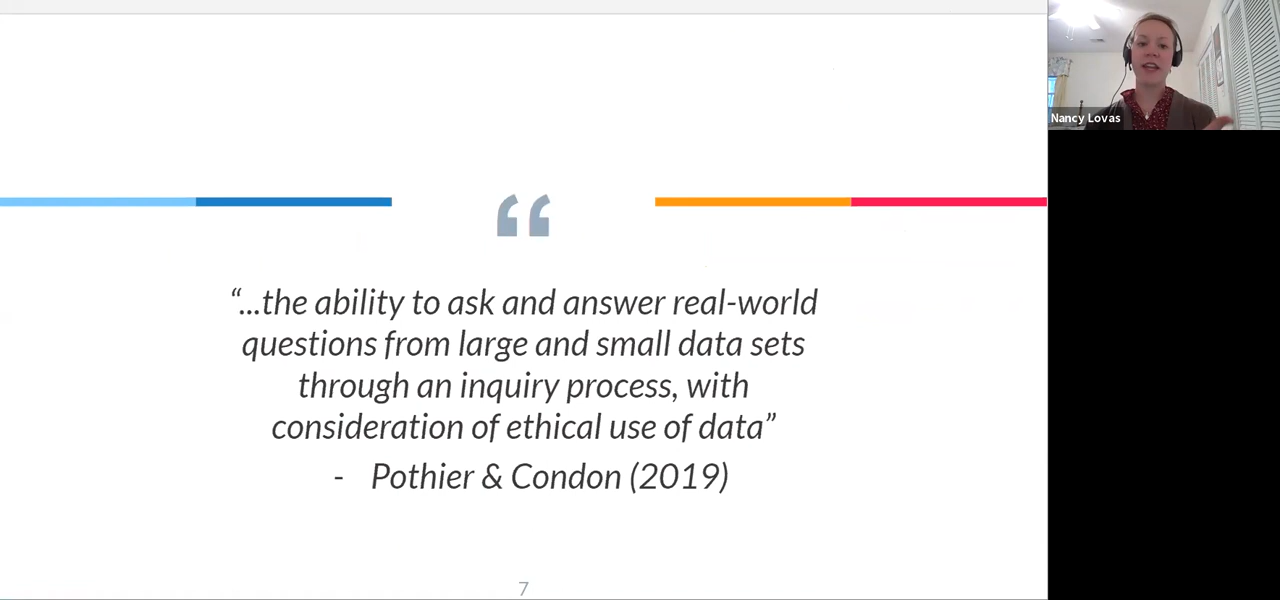 Nancy Lovas
“
“...the ability to ask and answer real-world
questions from large and small data sets
through an inquiry process, with
consideration of ethical use of data”
- Pothier & Condon (2019)
7